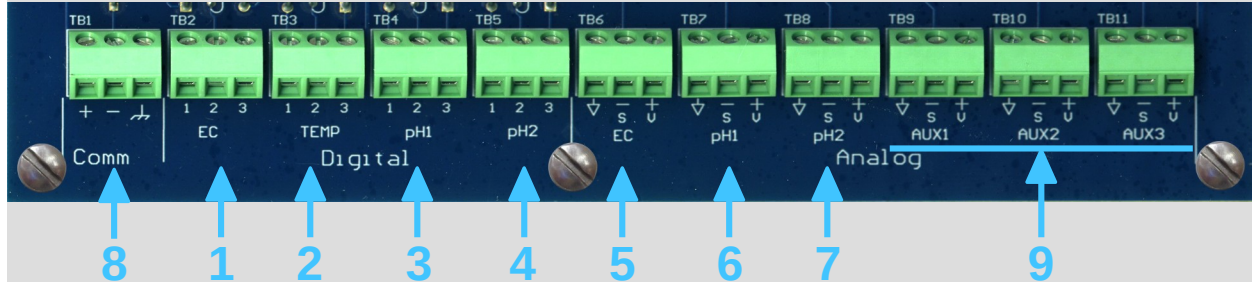 TB1 TB2 TB3 TB4 TB5 TB6 TB7 TB8 TB9 TB10 TB11
+ − 1 2 3 1 2 3 1 2 3 1 2 3 − + − + − + − + − + − +
S V S V S V S V S V S V
EC TEMP pH1 pH2 EC pH1 pH2 AUX1 AUX2 AUX3
Comm Digital Analog
8 1 2 3 4 5 6 7 9